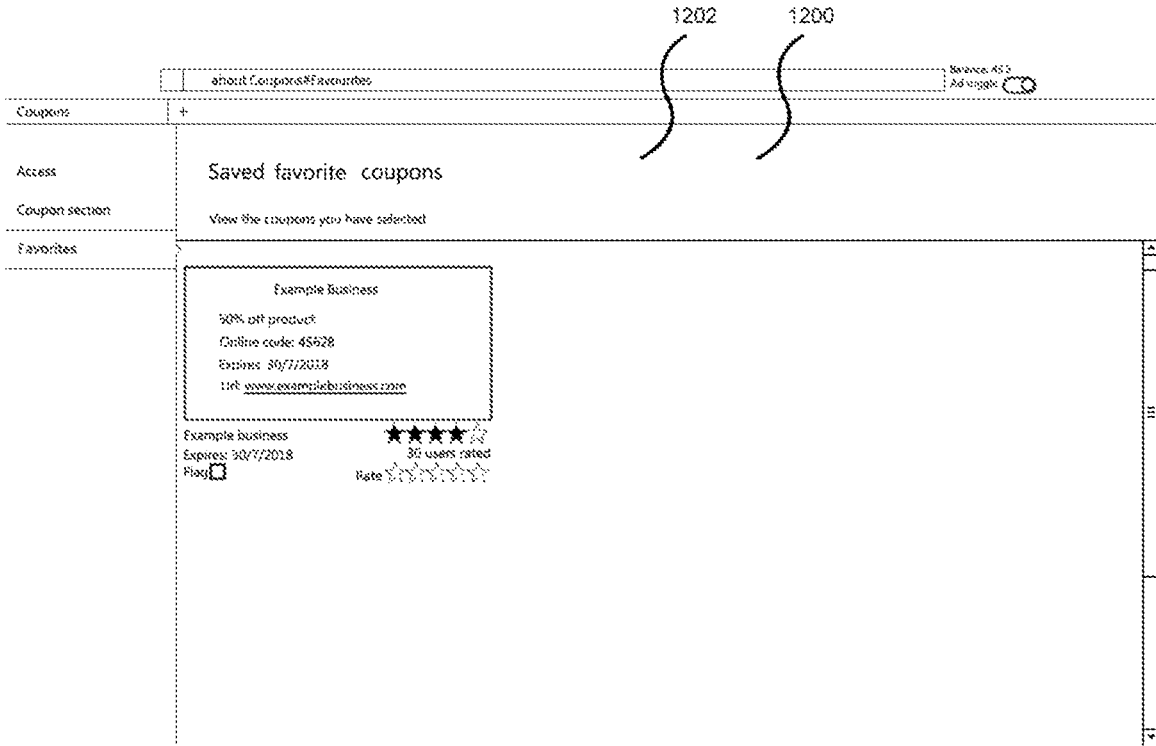 1202 1200
about:Coupons#Favourites
Ad toggle
Coupons +
Access
Saved favorite coupons
Coupon section
View the coupons you have selected
Favorites
Example business
50% off product
Online code: 45628
Expires: 30/7/2018
Url: www.examplebusiness.com
Example business
Expires: 30/7/2018
30 users rated
Flag
Rate